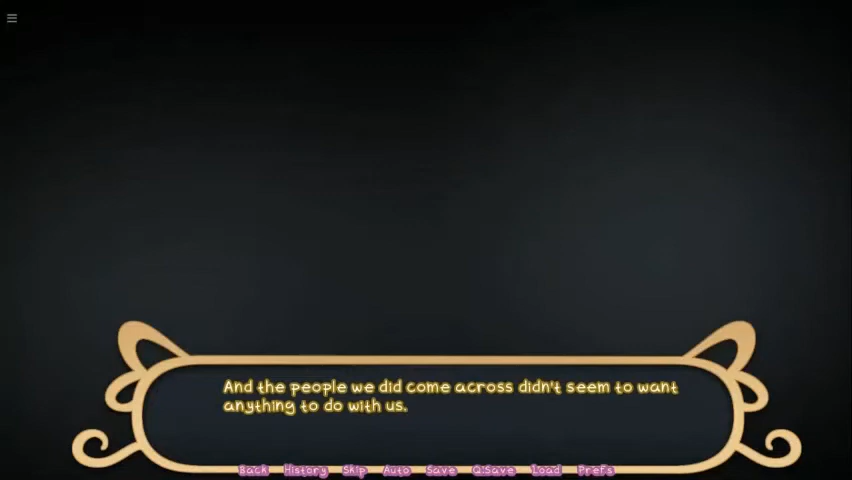 And the people we did come across didn't seem to want
anything to do with us.
Back History Skip Auto Save Q.Save Load Prefs